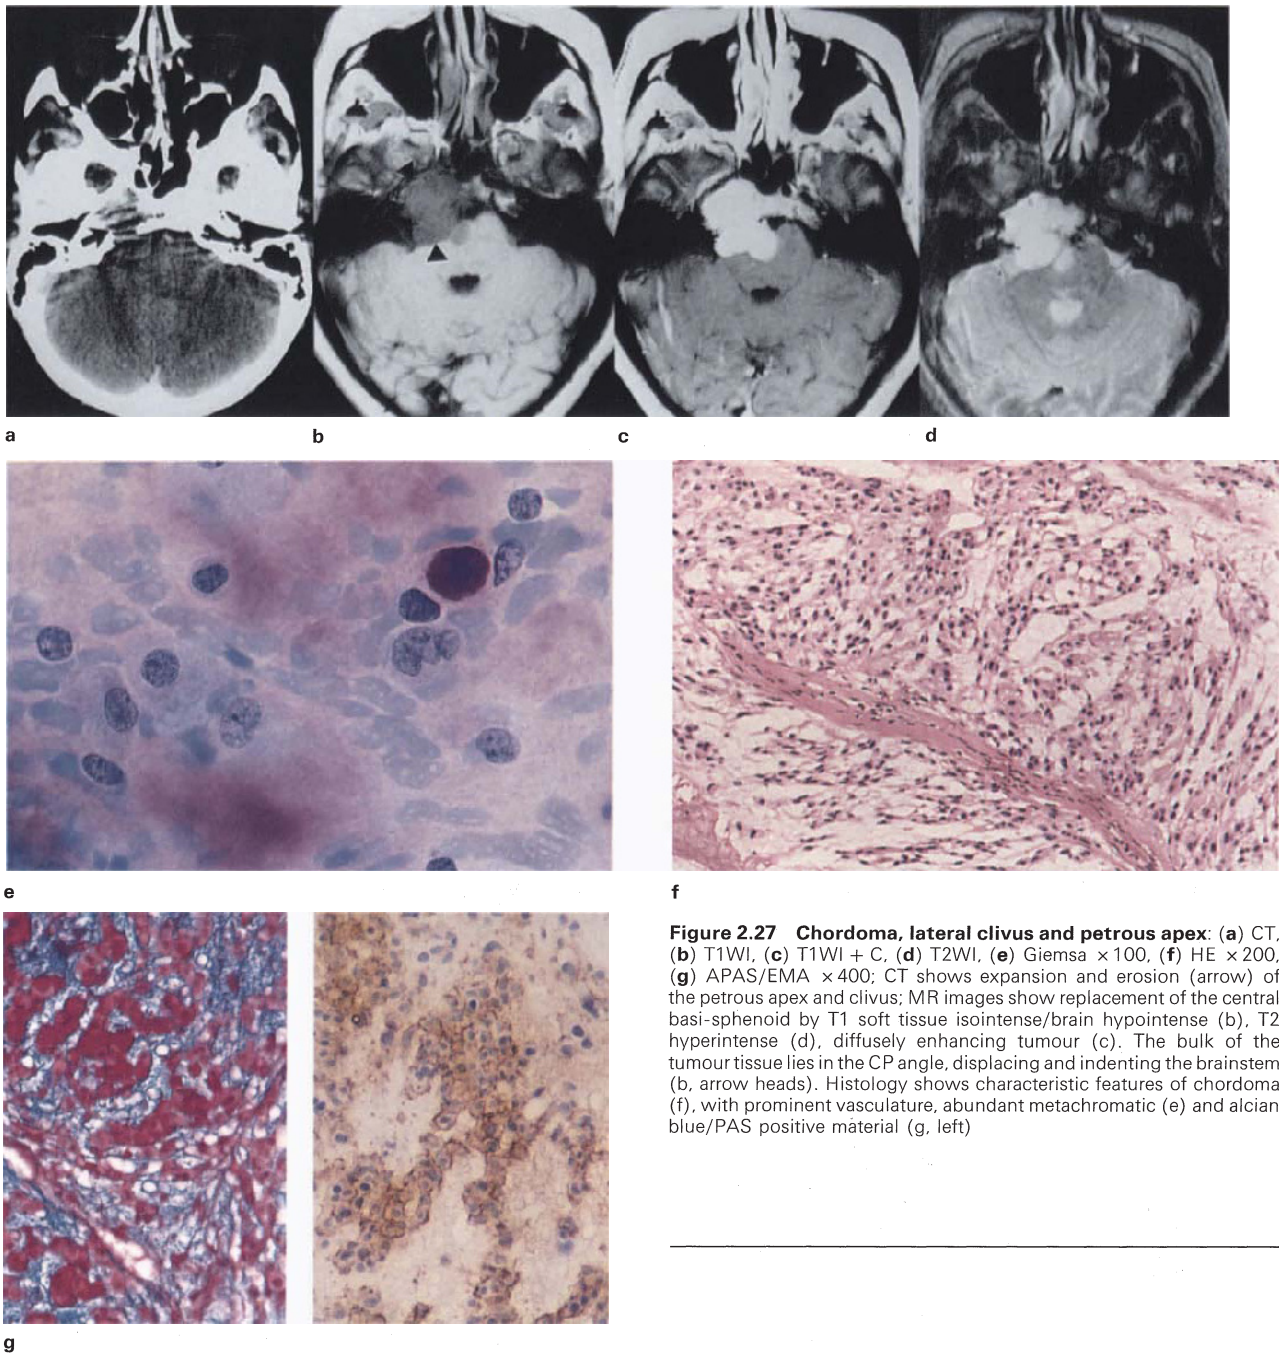 a
b
c
d
e
f
Figure 2.27 Chordoma, lateral clivus and petrous apex: (a) CT,
(b) T1WI, (c) T1WI + C, (d) T2WI, (e) Giemsa ×100, (f) HE ×200,
(g) APAS/EMA ×400; CT shows expansion and erosion (arrow) of
the petrous apex and clivus; MR images show replacement of the central
basi-sphenoid by T1 soft tissue isointense/brain hypointense (b), T2
hyperintense (d), diffusely enhancing tumour (c). The bulk of the
tumour tissue lies in the CP angle, displacing and indenting the brainstem
(b, arrow heads). Histology shows characteristic features of chordoma
(f), with prominent vasculature, abundant metachromatic (e) and alcian
blue/PAS positive material (g, left)
g